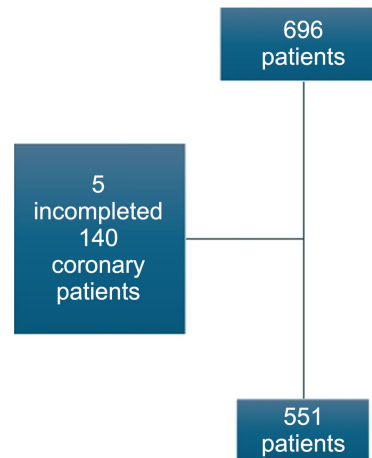 696
patients
5
incompleted
140
coronary
patients
551
patients